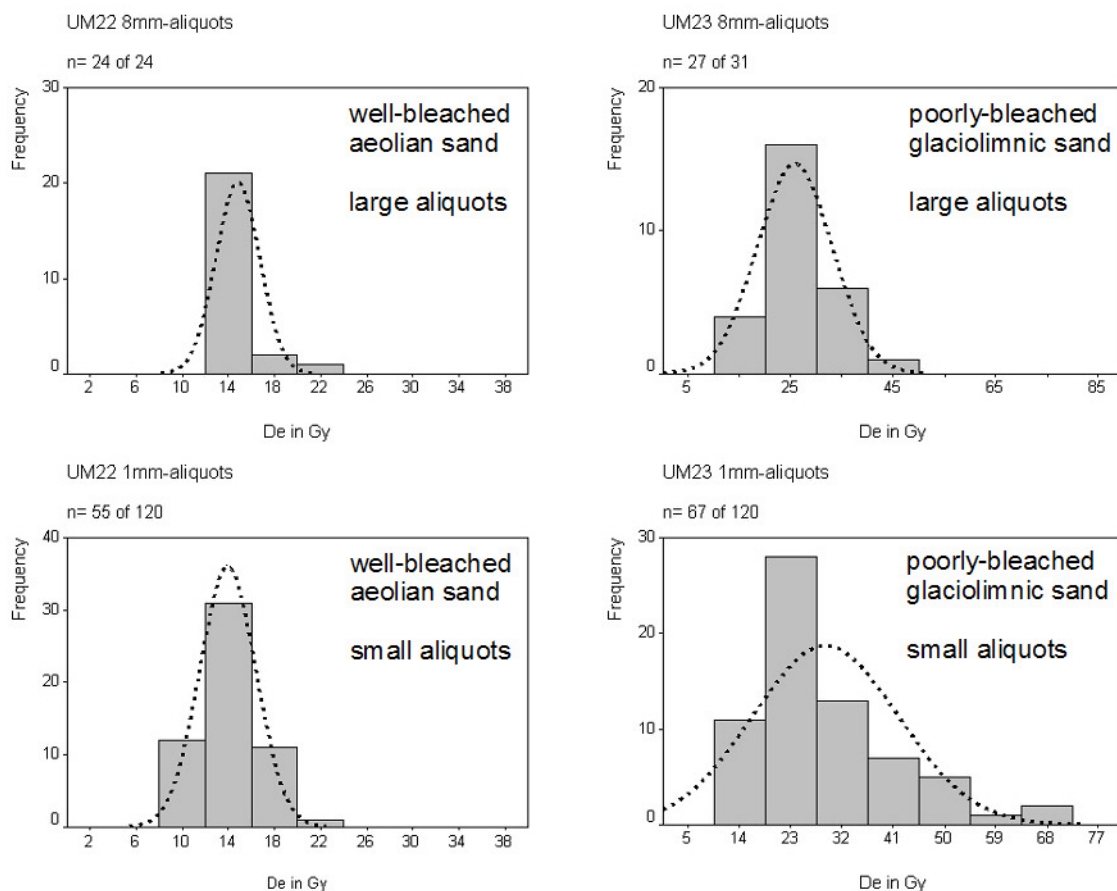 UM22 8mm-aliquots
n= 24 of 24
Frequency
30
20
10
0
well-bleached
aeolian sand
large aliquots
2 6 10 14 18 22 26 30 34 38
De in Gy
UM23 8mm-aliquots
n= 27 of 31
Frequency
20
10
0
poorly-bleached
glaciolimnic sand
large aliquots
5 25 45 65 85
De in Gy
UM22 1mm-aliquots
n= 55 of 120
Frequency
40
30
20
10
0
well-bleached
aeolian sand
small aliquots
2 6 10 14 18 22 26 30 34 38
De in Gy
UM23 1mm-aliquots
n= 67 of 120
Frequency
30
20
10
0
poorly-bleached
glaciolimnic sand
small aliquots
5 14 23 32 41 50 59 68 77
De in Gy